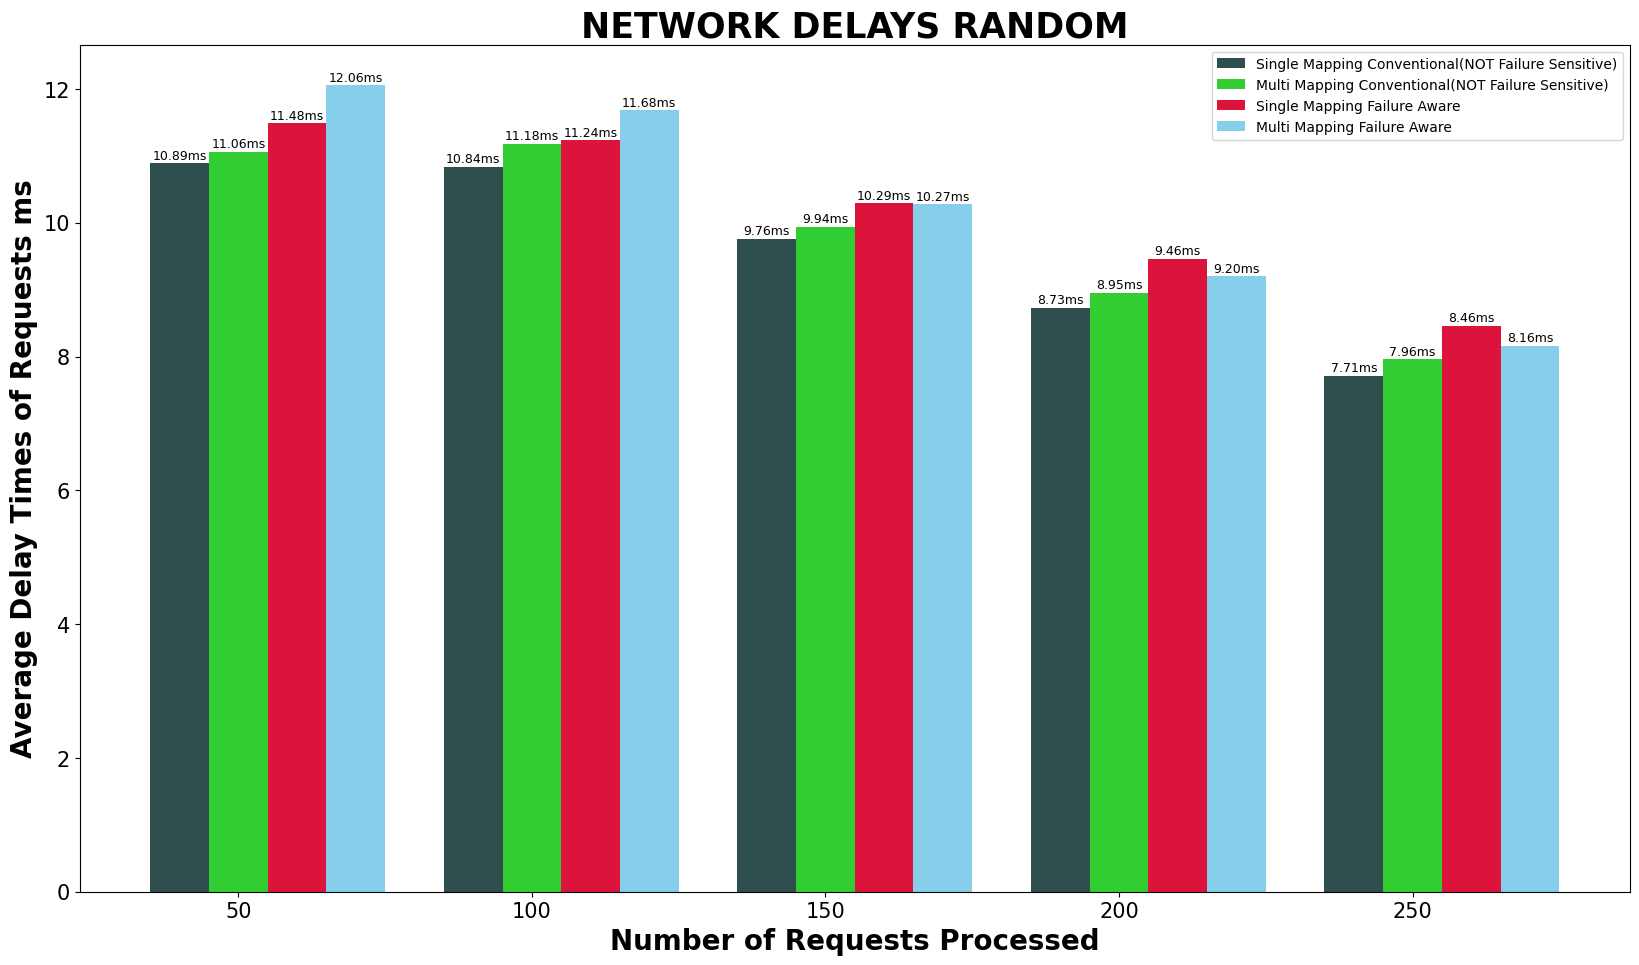 NETWORK DELAYS RANDOM
Single Mapping Conventional(NOT Failure Sensitive)
Multi Mapping Conventional(NOT Failure Sensitive)
Single Mapping Failure Aware
Multi Mapping Failure Aware
Average Delay Times of Requests ms
12
10
8
6
4
2
0
10.89ms
11.06ms
11.48ms
12.06ms
10.84ms
11.18ms
11.24ms
11.68ms
9.76ms
9.94ms
10.29ms
10.27ms
8.73ms
8.95ms
9.46ms
9.20ms
7.71ms
7.96ms
8.46ms
8.16ms
50
100
150
200
250
Number of Requests Processed